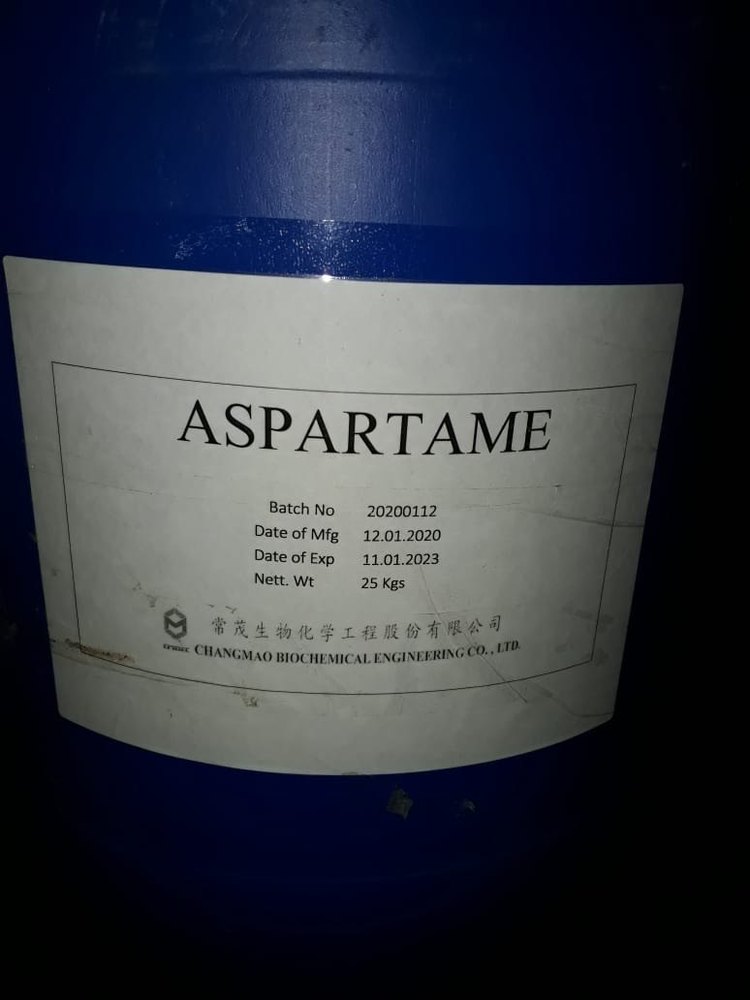 ASPARTAME
Batch No 20200112
Date of Mfg 12.01.2020
Date of Exp 11.01.2023
Nett. Wt 25 Kgs
常茂生物化学工程股份有限公司
CHANGMAO BIOCHEMICAL ENGINEERING CO., LTD.